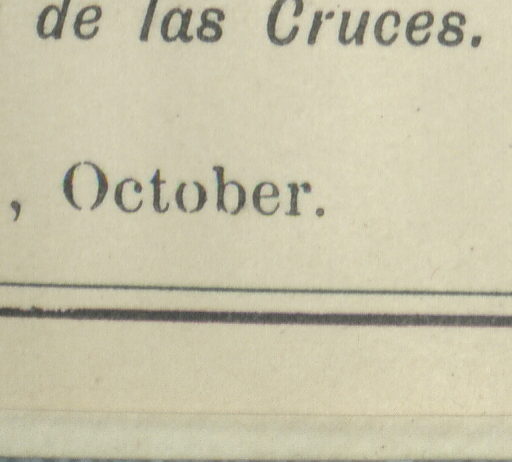 de las Cruces.
, October.